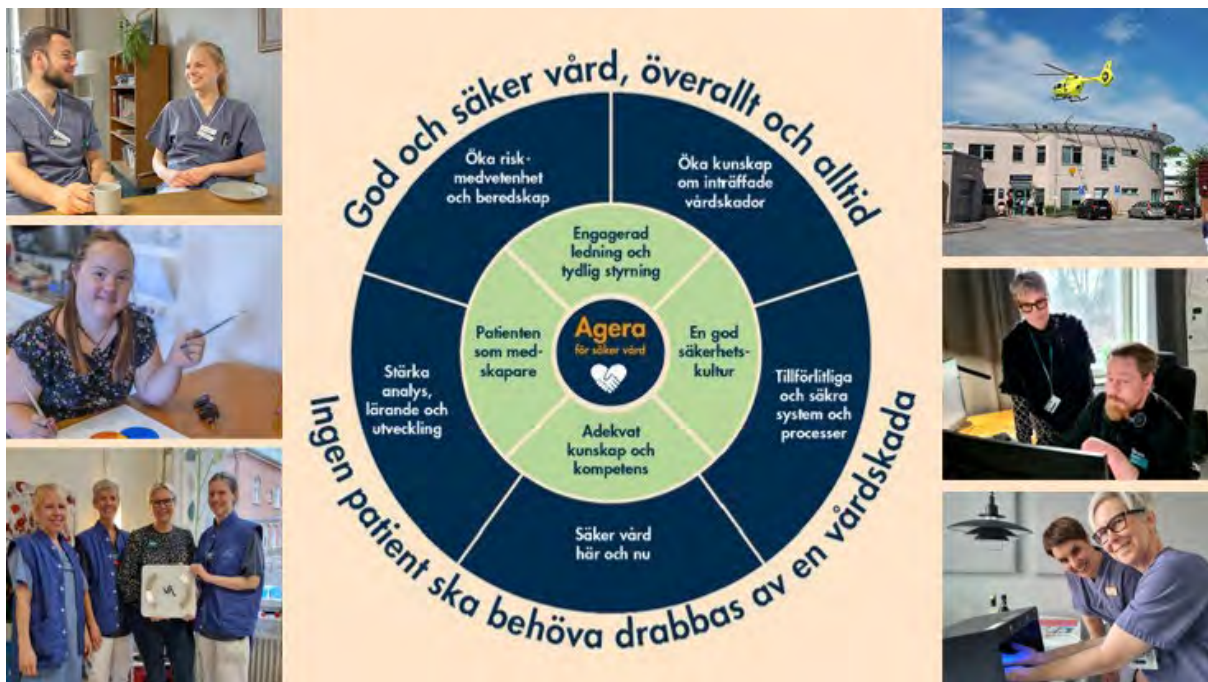 God och säker vård, överallt och alltid
Öka risk-
medvetenhet
och beredskap
Öka kunskap
om inträffade
vårdskador
Engagerad
ledning och
tydlig styrning
Patienten
som med-
skapare
Agera
för säker vård
En god
säkerhets-
kultur
Stärka
analys,
lärande och
utveckling
Tillförlitliga
och säkra
system och
processer
Adekvat
kunskap och
kompetens
Säker vård
här och nu
Ingen patient ska behöva drabbas av en vårdskada